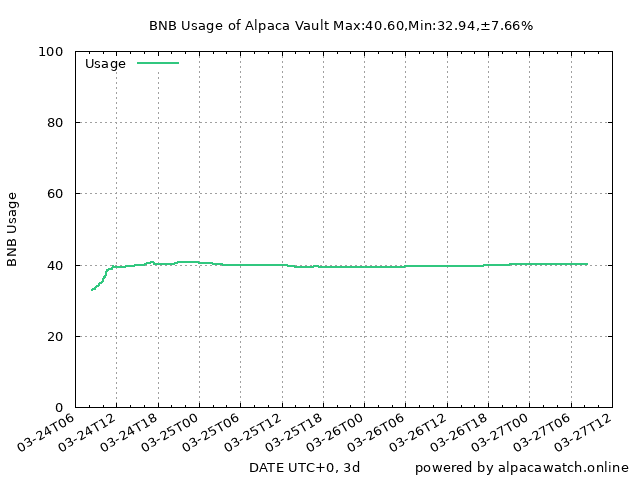 BNB Usage of Alpaca Vault Max:40.60,Min:32.94,±7.66%
Usage
BNB Usage
100
80
60
40
20
0
03-24T06
03-24T12
03-24T18
03-25T00
03-25T06
03-25T12
03-25T18
03-26T00
03-26T06
03-26T12
03-26T18
03-27T00
03-27T06
03-27T12
DATE UTC+0, 3d
powered by alpacawatch.online